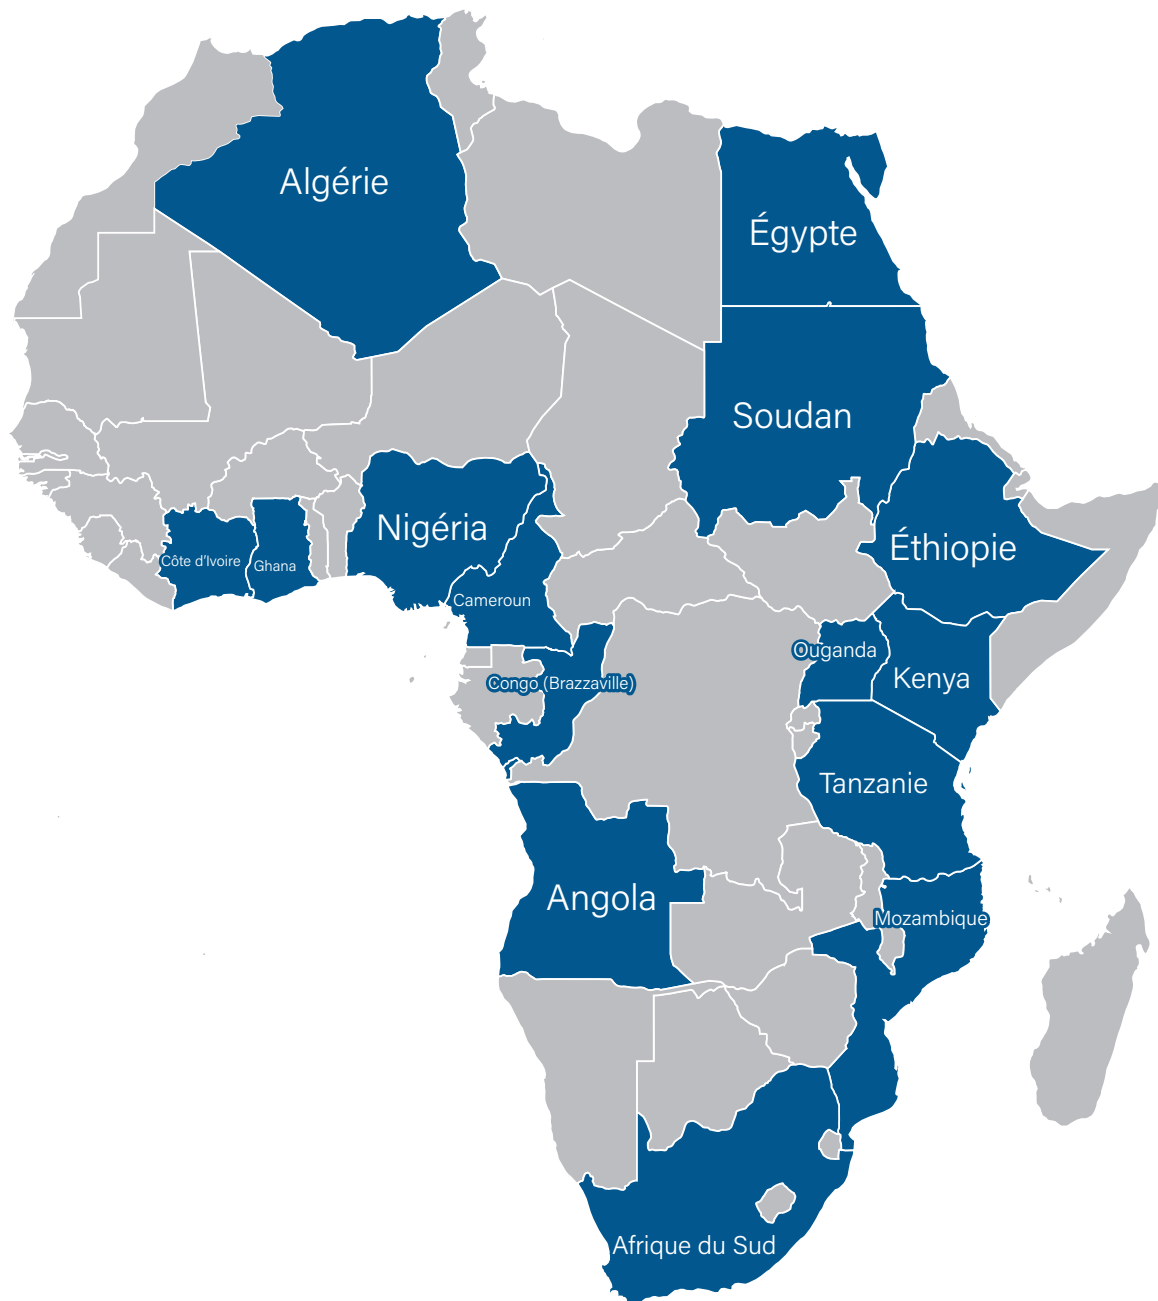 Algérie
Égypte
Soudan
Nigéria
Éthiopie
Côte d'Ivoire
Ghana
Cameroun
Ouganda
Kenya
Congo (Brazzaville)
Tanzanie
Angola
Mozambique
Afrique du Sud